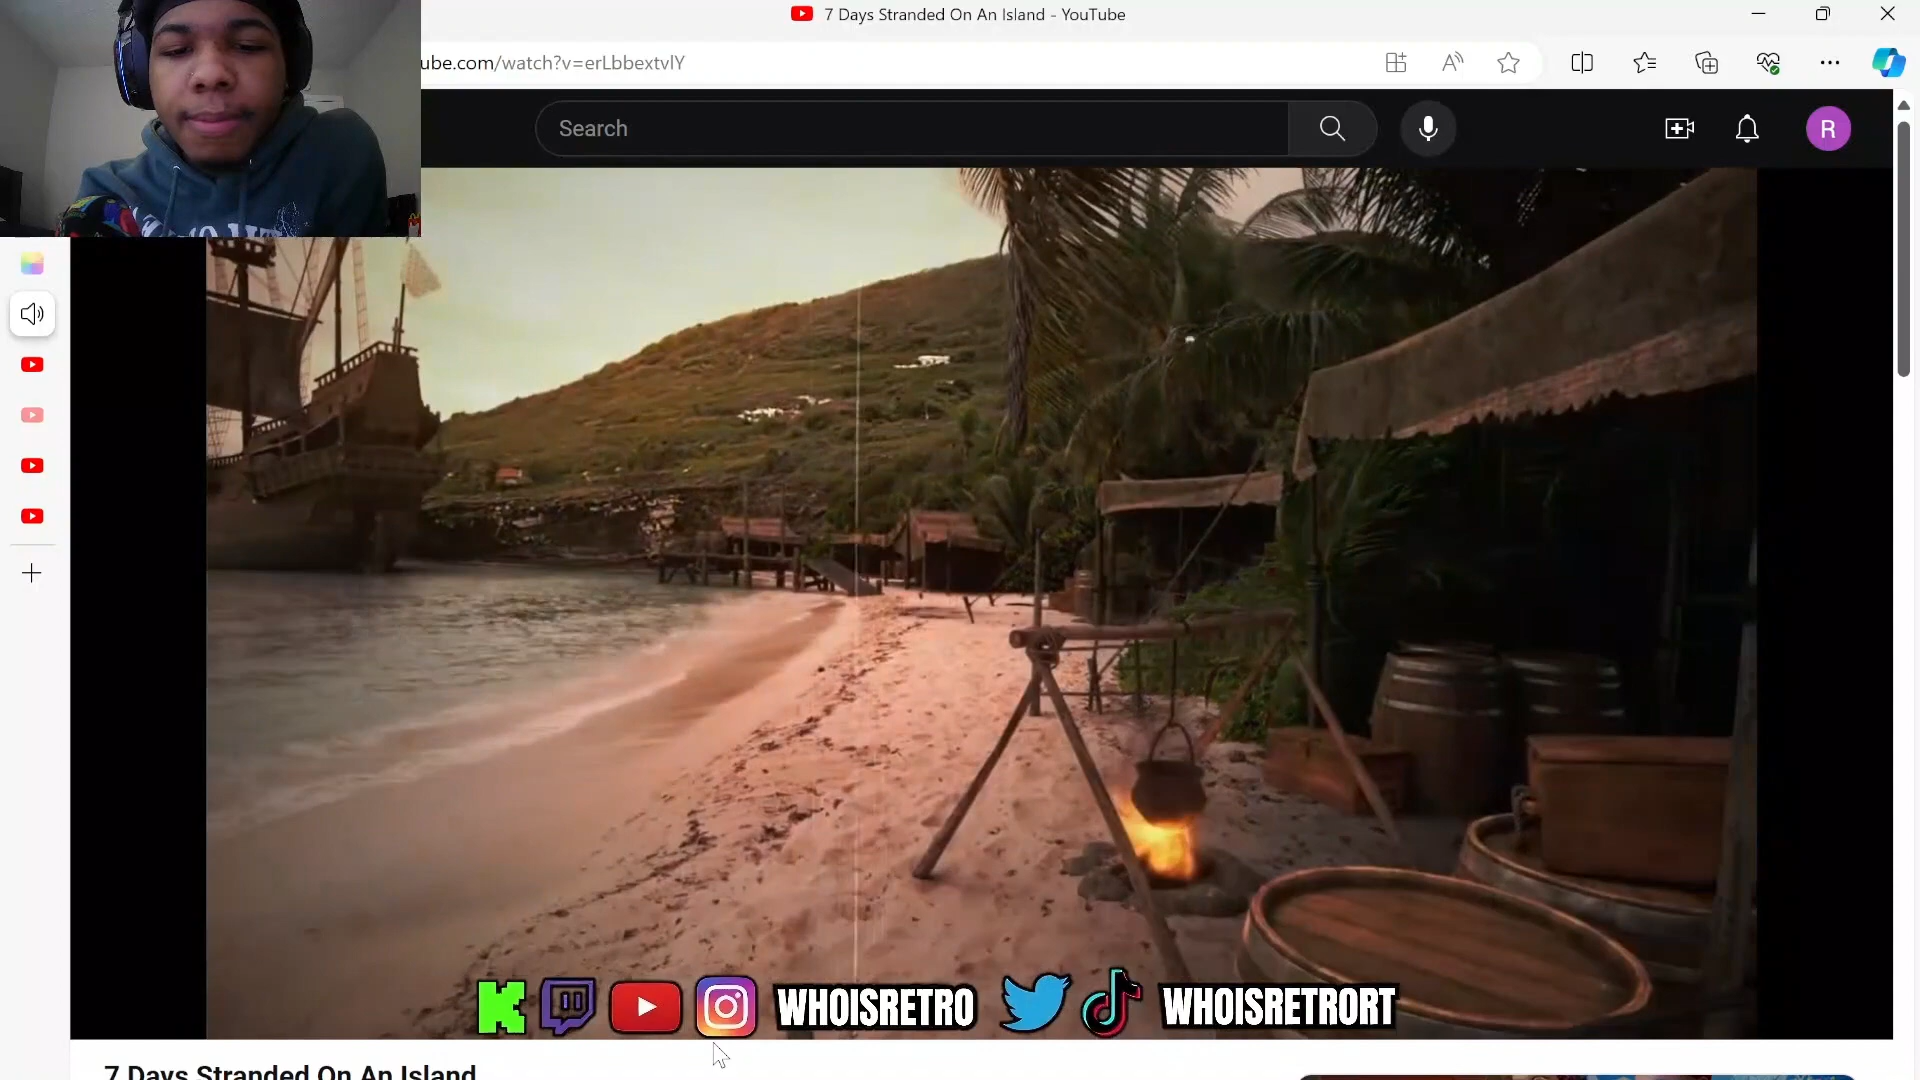 7 Days Stranded On An Island - YouTube
ube.com/watch?v=erLbbextvlY
Search
R
WHOISRETRO WHOISRETRORT
7 Days Stranded On An Island